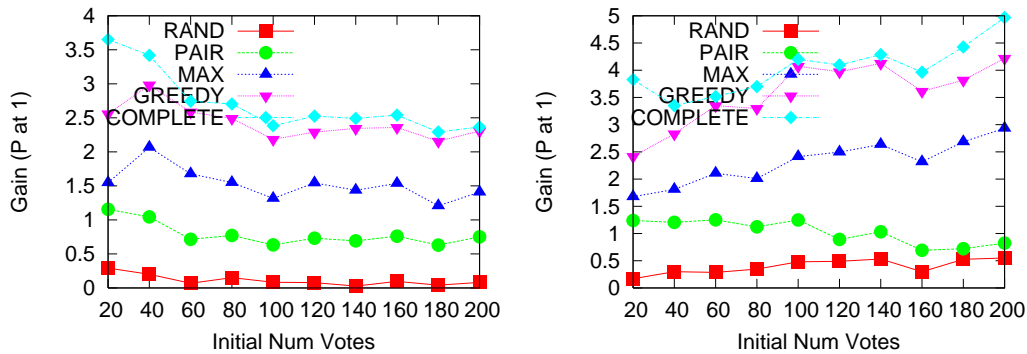 4
3.5
3
2.5
2
1.5
1
0.5
0
20 40 60 80 100 120 140 160 180 200
Gain (P at 1)
Initial Num Votes
RAND
PAIR
MAX
GREEDY
COMPLETE
5
4.5
4
3.5
3
2.5
2
1.5
1
0.5
0
20 40 60 80 100 120 140 160 180 200
Gain (P at 1)
Initial Num Votes
RAND
PAIR
MAX
GREEDY
COMPLETE